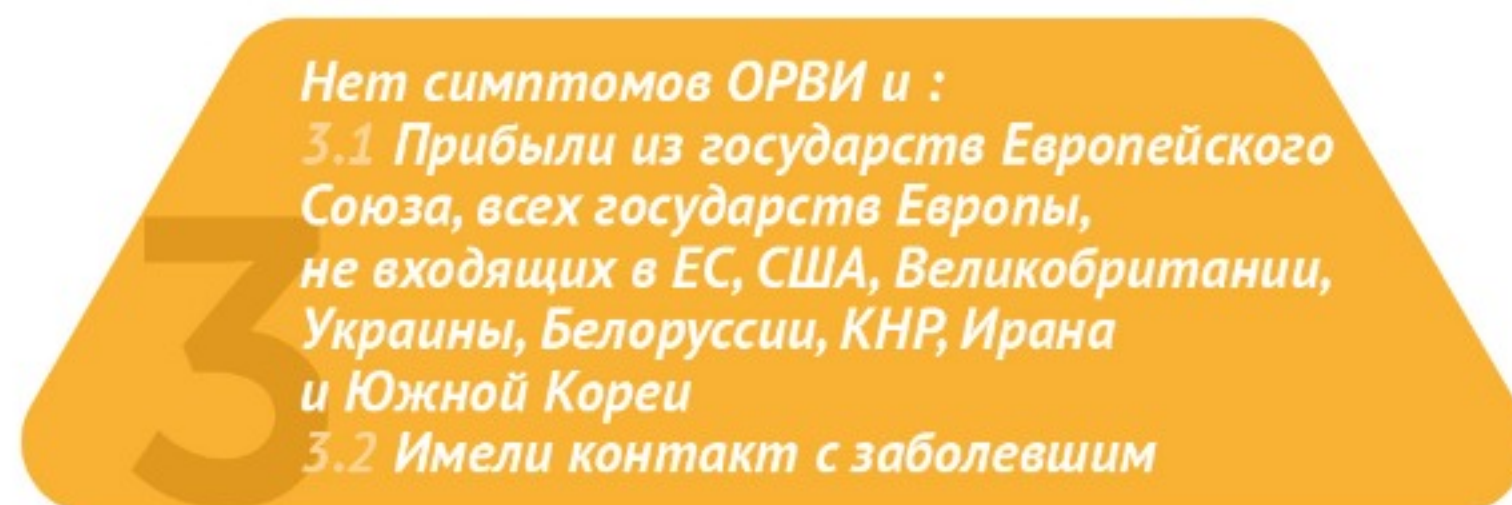 Нет симптомов ОРВИ и :
3.1 Прибыли из государств Европейского
Союза, всех государств Европы,
не входящих в ЕС, США, Великобритании,
Украины, Белоруссии, КНР, Ирана
и Южной Кореи
3.2 Имели контакт с заболевшим
3